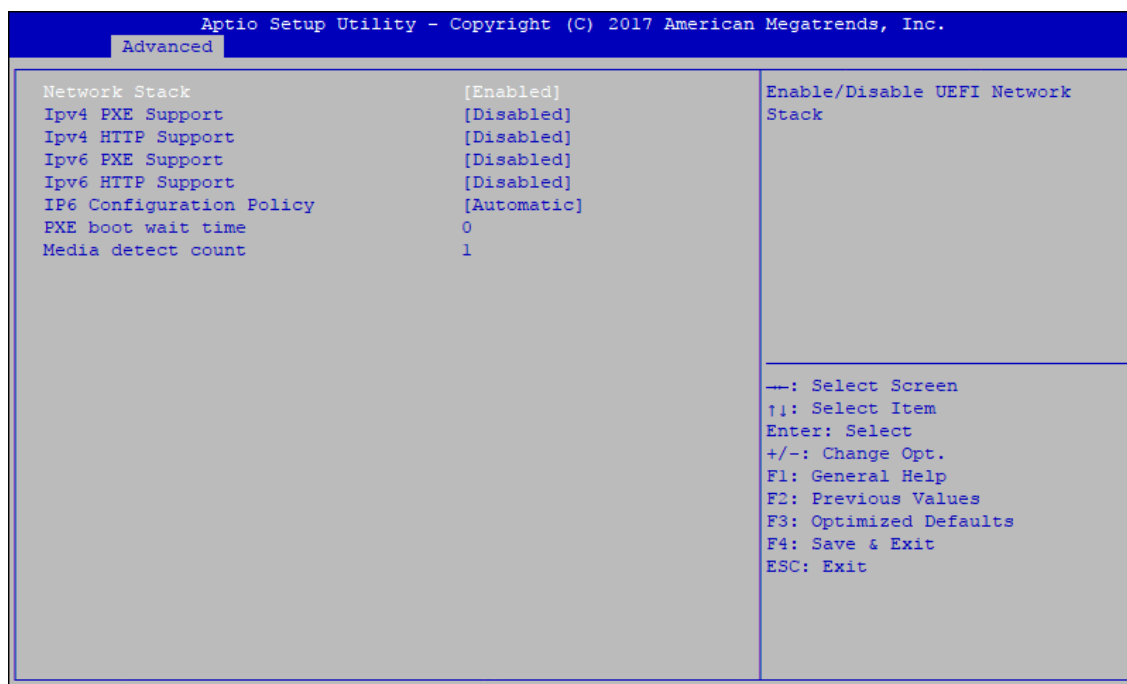 Aptio Setup Utility - Copyright (C) 2017 American Megatrends, Inc.
Advanced
Network Stack [Enabled]
Ipv4 PXE Support [Disabled]
Ipv4 HTTP Support [Disabled]
Ipv6 PXE Support [Disabled]
Ipv6 HTTP Support [Disabled]
IP6 Configuration Policy [Automatic]
PXE boot wait time 0
Media detect count 1
Enable/Disable UEFI Network
Stack
→←: Select Screen
↑↓: Select Item
Enter: Select
+/-: Change Opt.
F1: General Help
F2: Previous Values
F3: Optimized Defaults
F4: Save & Exit
ESC: Exit